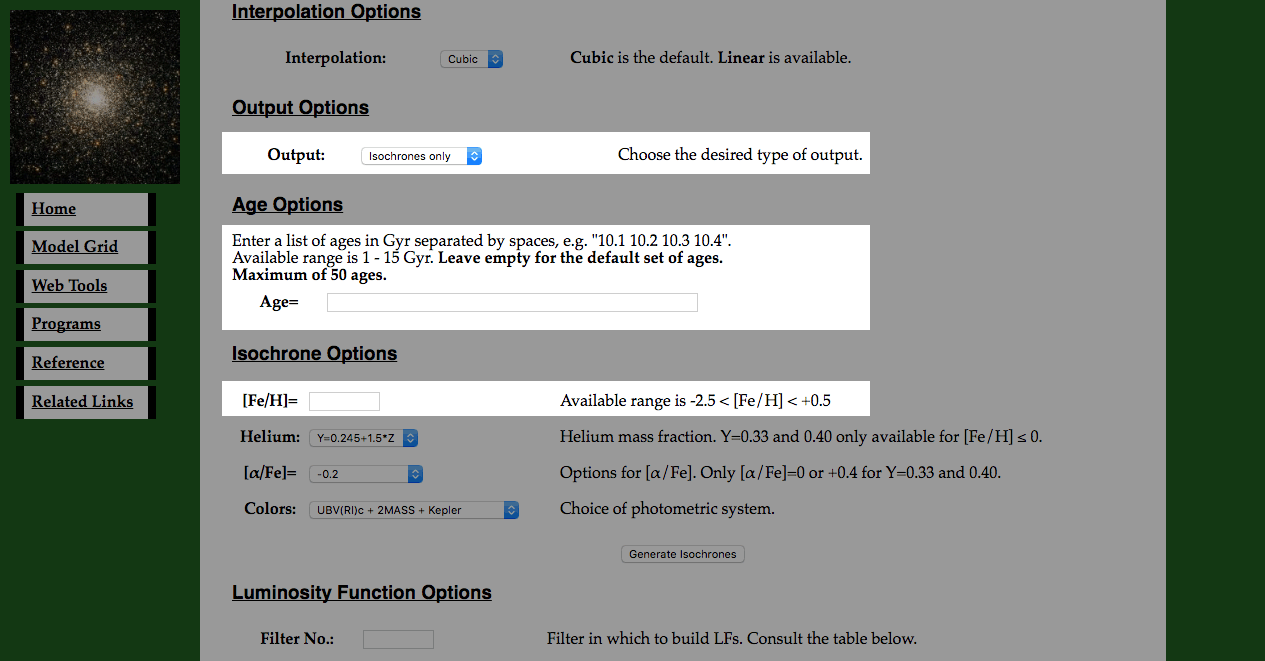 Home
Model Grid
Web Tools
Programs
Reference
Related Links
Interpolation Options
Interpolation: Cubic Cubic is the default. Linear is available.
Output Options
Output: Isochrones only Choose the desired type of output.
Age Options
Enter a list of ages in Gyr separated by spaces, e.g. "10.1 10.2 10.3 10.4".
Available range is 1 - 15 Gyr. Leave empty for the default set of ages.
Maximum of 50 ages.
Age=
Isochrone Options
[Fe/H]= Available range is -2.5 < [Fe/H] < +0.5
Helium: Y=0.245+1.5*Z Helium mass fraction. Y=0.33 and 0.40 only available for [Fe/H] ≤ 0.
[α/Fe]= -0.2 Options for [α/Fe]. Only [α/Fe]=0 or +0.4 for Y=0.33 and 0.40.
Colors: UBV(RI)c + 2MASS + Kepler Choice of photometric system.
Generate Isochrones
Luminosity Function Options
Filter No.: Filter in which to build LFs. Consult the table below.